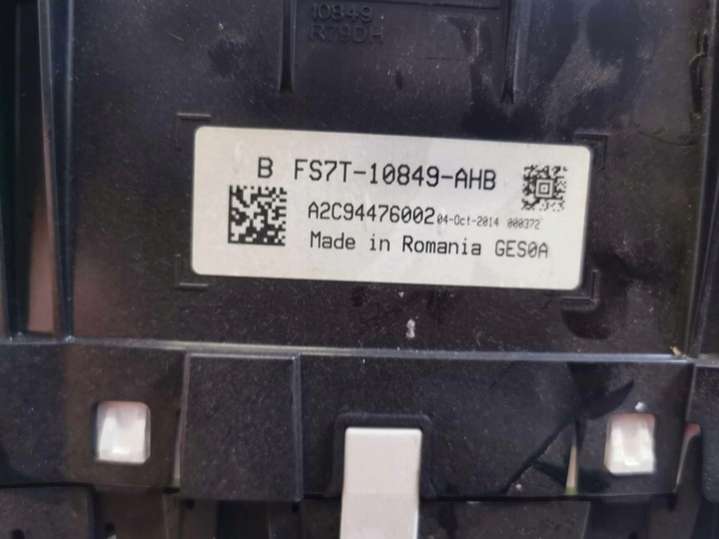 10849
R79DH
B FS7T-10849-AHB
A2C94476002 04-Oct-2014 000372
Made in Romania GES0A